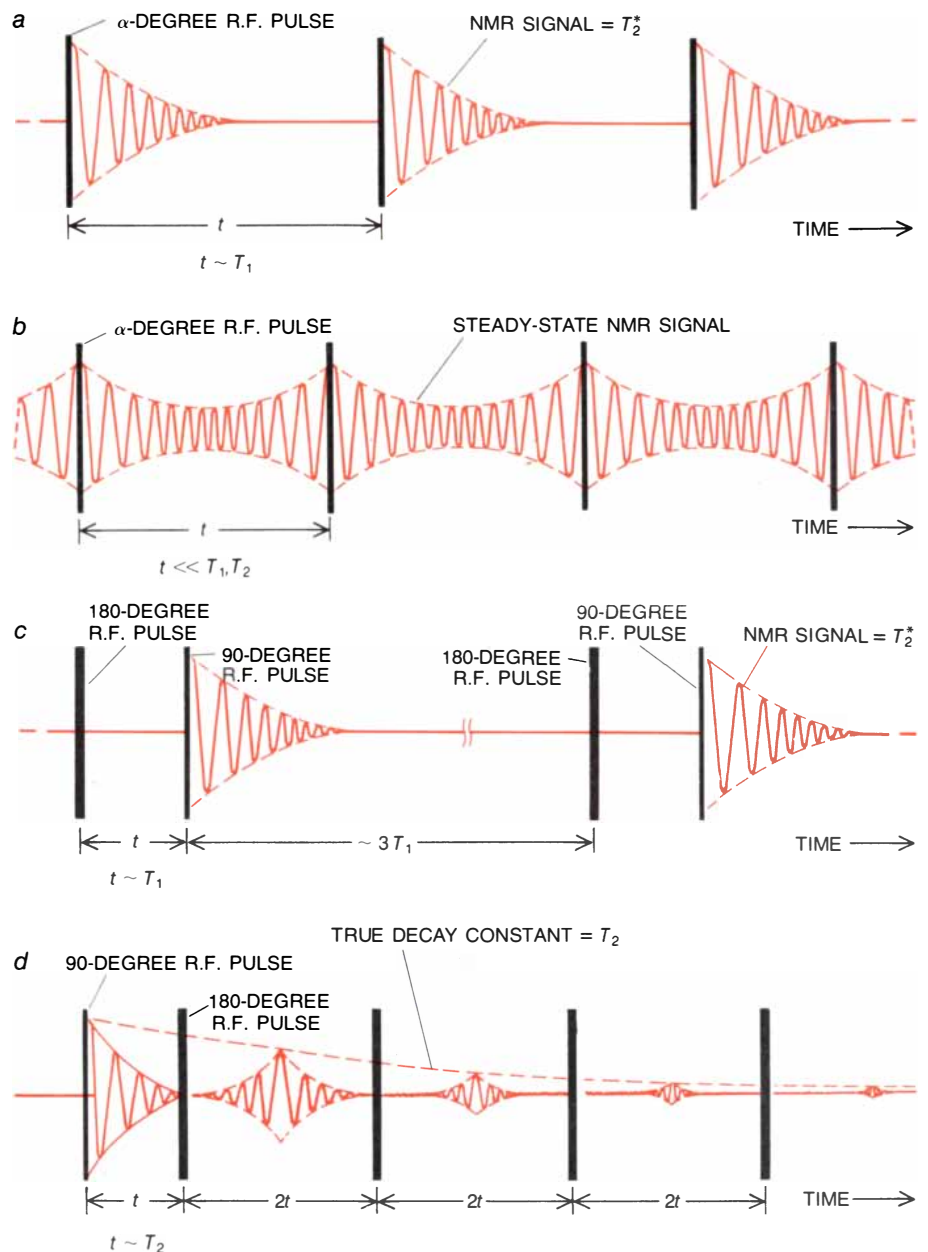 a
α-DEGREE R.F. PULSE
NMR SIGNAL = T₂*
t
TIME
t ~ T₁
b
α-DEGREE R.F. PULSE
STEADY-STATE NMR SIGNAL
t
TIME
t << T₁,T₂
c
180-DEGREE
R.F. PULSE
90-DEGREE
R.F. PULSE
180-DEGREE
R.F. PULSE
90-DEGREE
R.F. PULSE
NMR SIGNAL = T₂*
t
~ 3T₁
TIME
t ~ T₁
d
TRUE DECAY CONSTANT = T₂
90-DEGREE R.F. PULSE
180-DEGREE
R.F. PULSE
t
2t
2t
2t
TIME
t ~ T₂